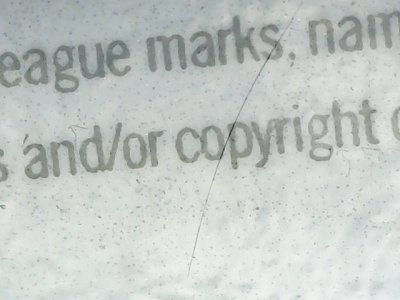 eague marks, nam
s and/or copyright